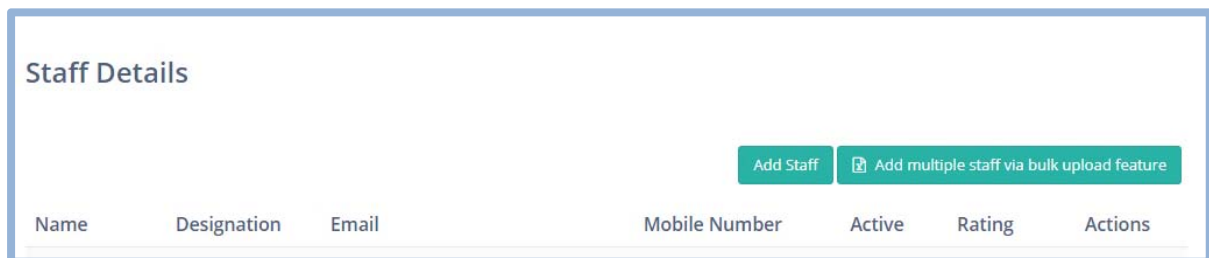 Staff Details
Add Staff Add multiple staff via bulk upload feature
Name Designation Email Mobile Number Active Rating Actions